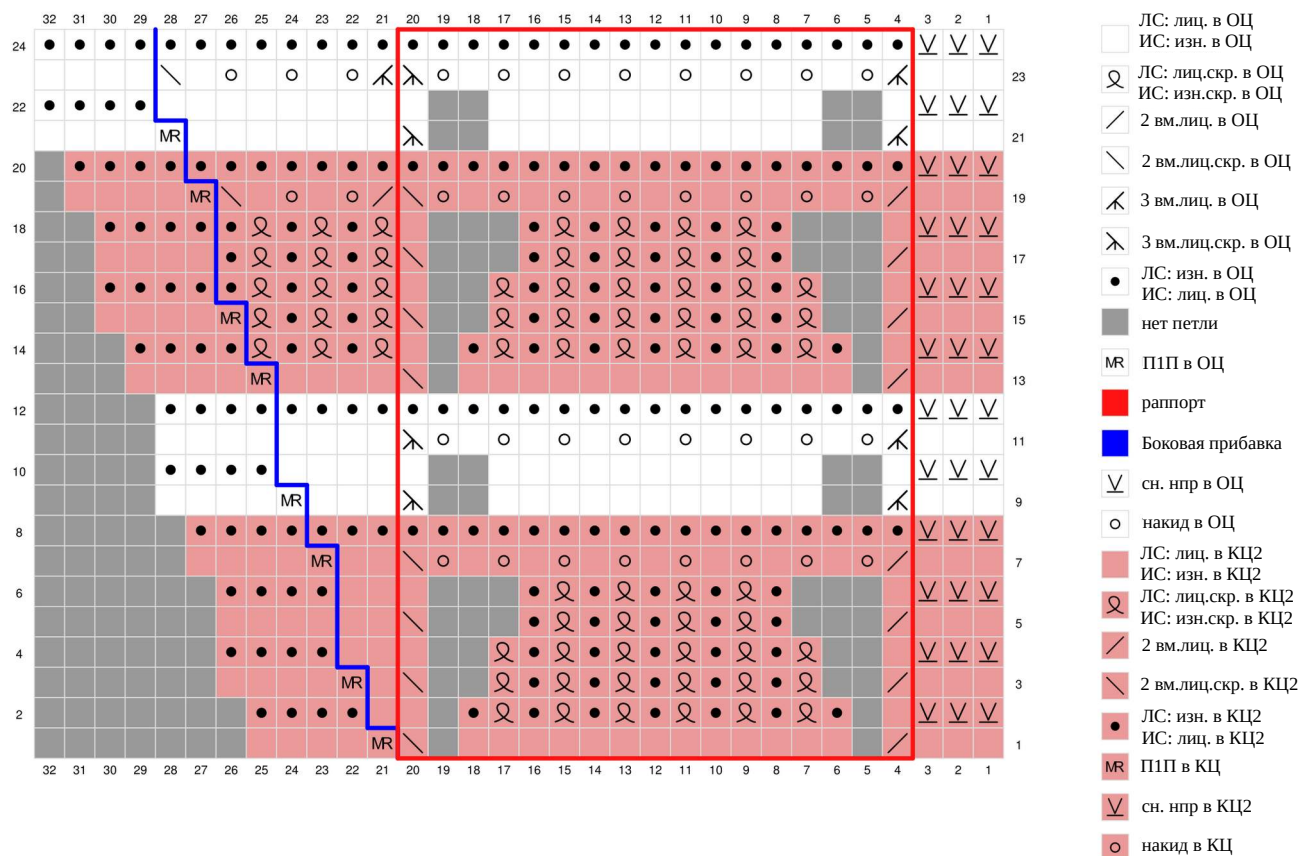 32 31 30 29 28 27 26 25 24 23 22 21 20 19 18 17 16 15 14 13 12 11 10 9 8 7 6 5 4 3 2 1
24
23
22
MR 21
20
MR 19
18
17
16
MR 15
14
MR 13
12
11
10
MR 9
8
MR 7
6
5
4
MR 3
2
MR 1
32 31 30 29 28 27 26 25 24 23 22 21 20 19 18 17 16 15 14 13 12 11 10 9 8 7 6 5 4 3 2 1
ЛС: лиц. в ОЦ
ИС: изн. в ОЦ
ЛС: лиц.скр. в ОЦ
ИС: изн.скр. в ОЦ
2 вм.лиц. в ОЦ
2 вм.лиц.скр. в ОЦ
3 вм.лиц. в ОЦ
3 вм.лиц.скр. в ОЦ
ЛС: изн. в ОЦ
ИС: лиц. в ОЦ
нет петли
MR П1П в ОЦ
раппорт
Боковая прибавка
сн. нпр в ОЦ
накид в ОЦ
ЛС: лиц. в КЦ2
ИС: изн. в КЦ2
ЛС: лиц.скр. в КЦ2
ИС: изн.скр. в КЦ2
2 вм.лиц. в КЦ2
2 вм.лиц.скр. в КЦ2
ЛС: изн. в КЦ2
ИС: лиц. в КЦ2
MR П1П в КЦ
сн. нпр в КЦ2
накид в КЦ